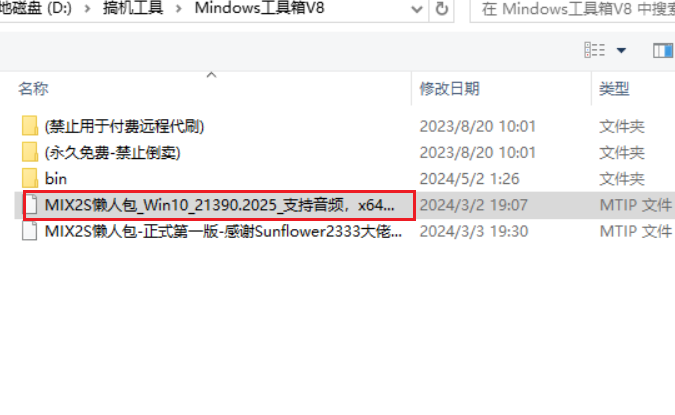 地磁盘 (D:) › 搞机工具 › Mindows工具箱V8
在 Mindows工具箱V8 中搜索
名称 修改日期 类型
(禁止用于付费远程代刷) 2023/8/20 10:01 文件夹
(永久免费-禁止倒卖) 2023/8/20 10:01 文件夹
bin 2024/5/2 1:26 文件夹
MIX2S懒人包_Win10_21390.2025_支持音频，x64... 2024/3/2 19:07 MTIP 文件
MIX2S懒人包-正式第一版-感谢Sunflower2333大佬... 2024/3/3 19:30 MTIP 文件